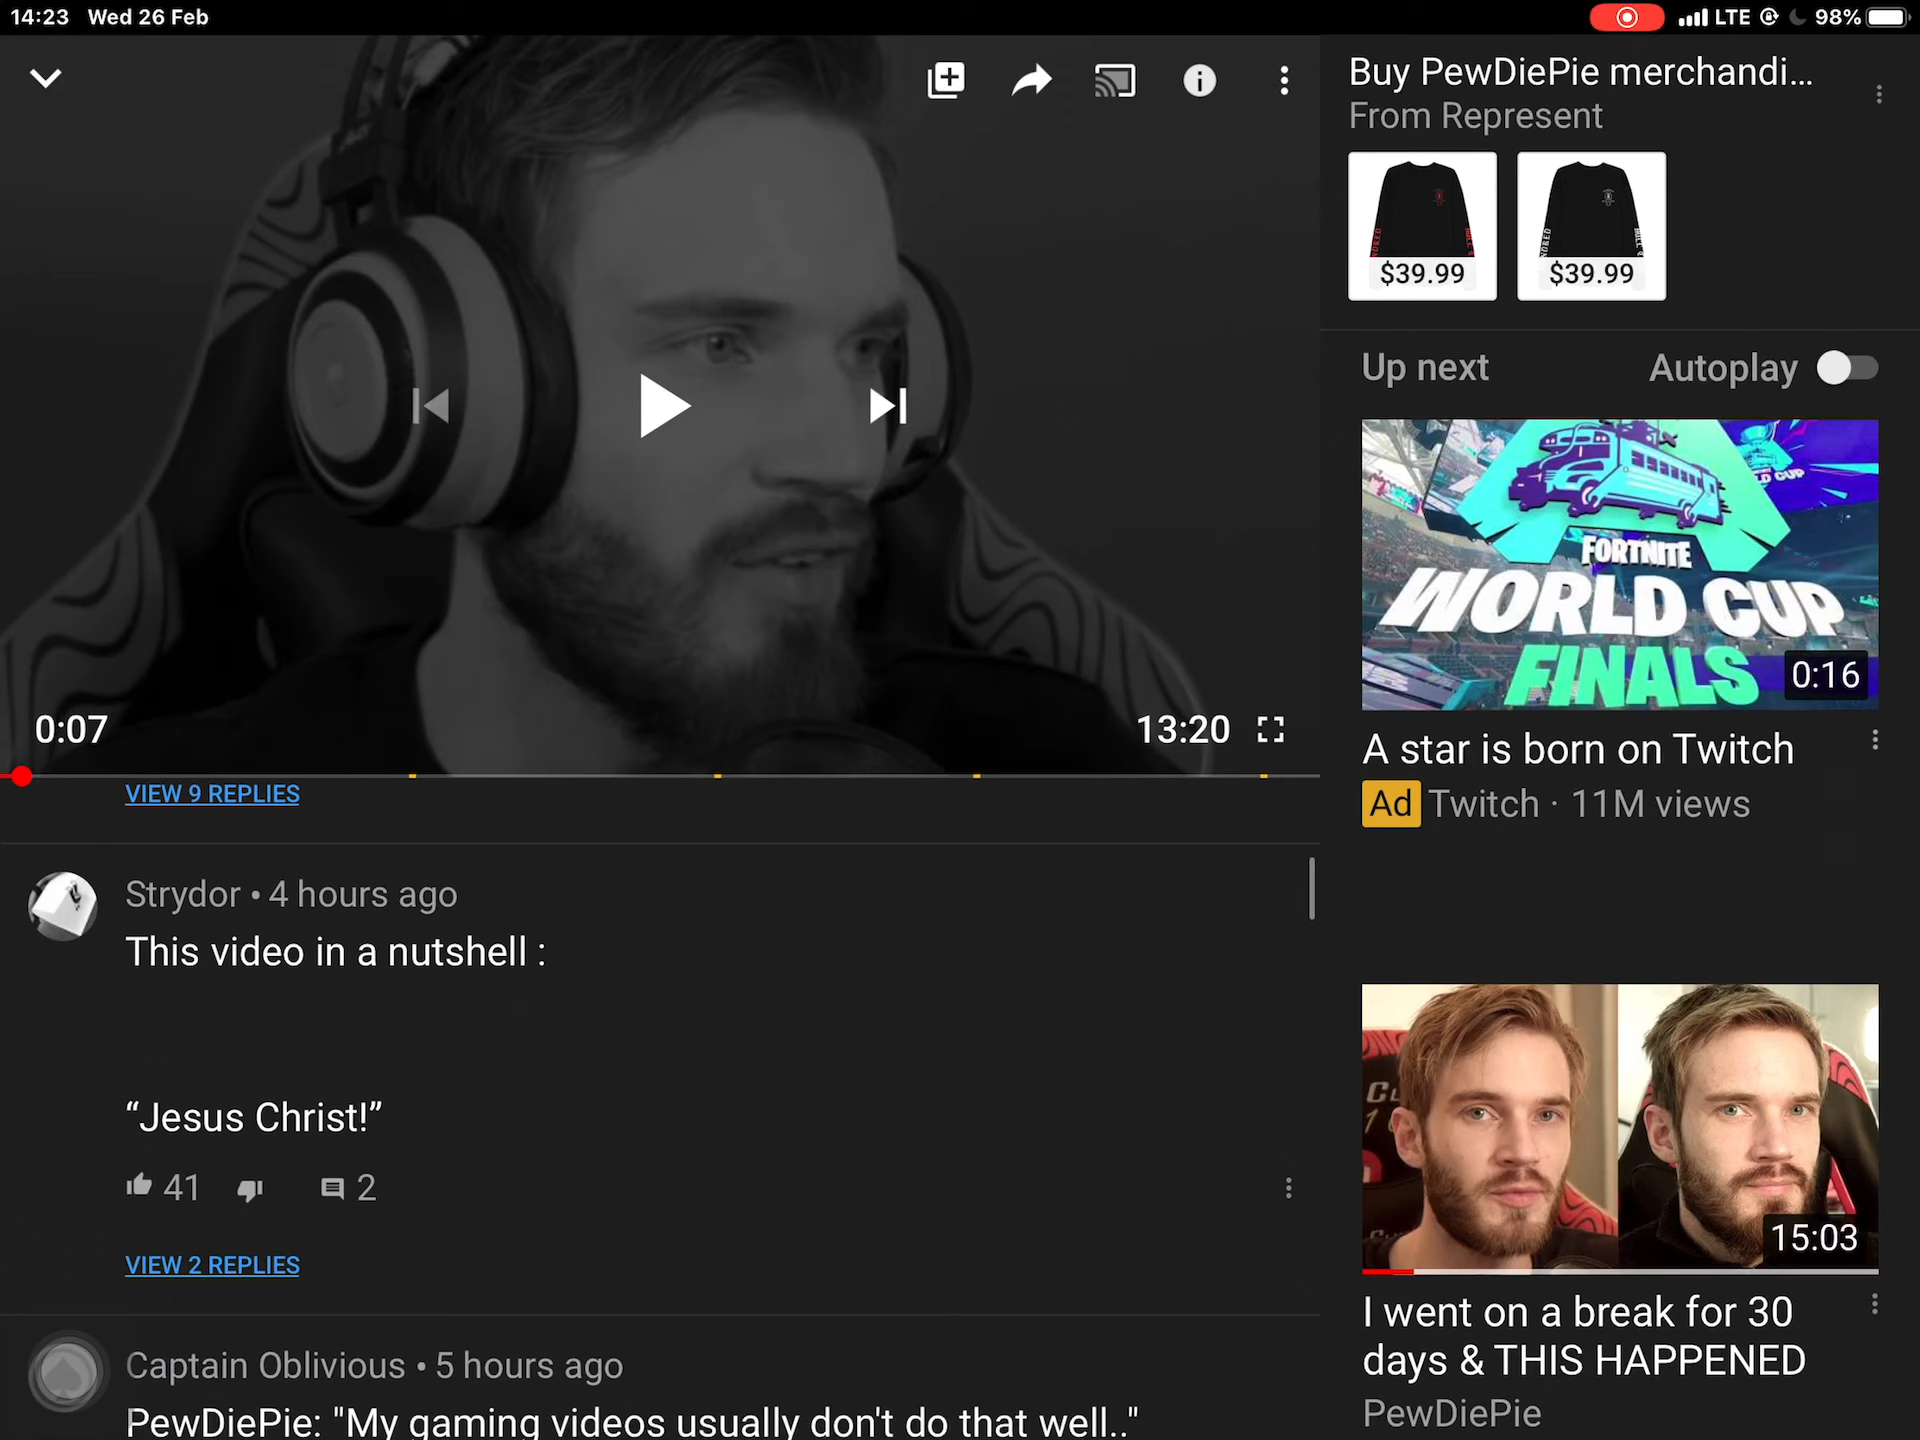 14:23 Wed 26 Feb
LTE 98%
Buy PewDiePie merchandi...
From Represent
$39.99
$39.99
Up next
Autoplay
FORTNITE
WORLD CUP
FINALS
0:16
A star is born on Twitch
Ad Twitch · 11M views
15:03
I went on a break for 30
days & THIS HAPPENED
PewDiePie
0:07
13:20
VIEW 9 REPLIES
Strydor • 4 hours ago
This video in a nutshell :
“Jesus Christ!”
41
2
VIEW 2 REPLIES
Captain Oblivious • 5 hours ago
PewDiePie: "My gaming videos usually don't do that well.."